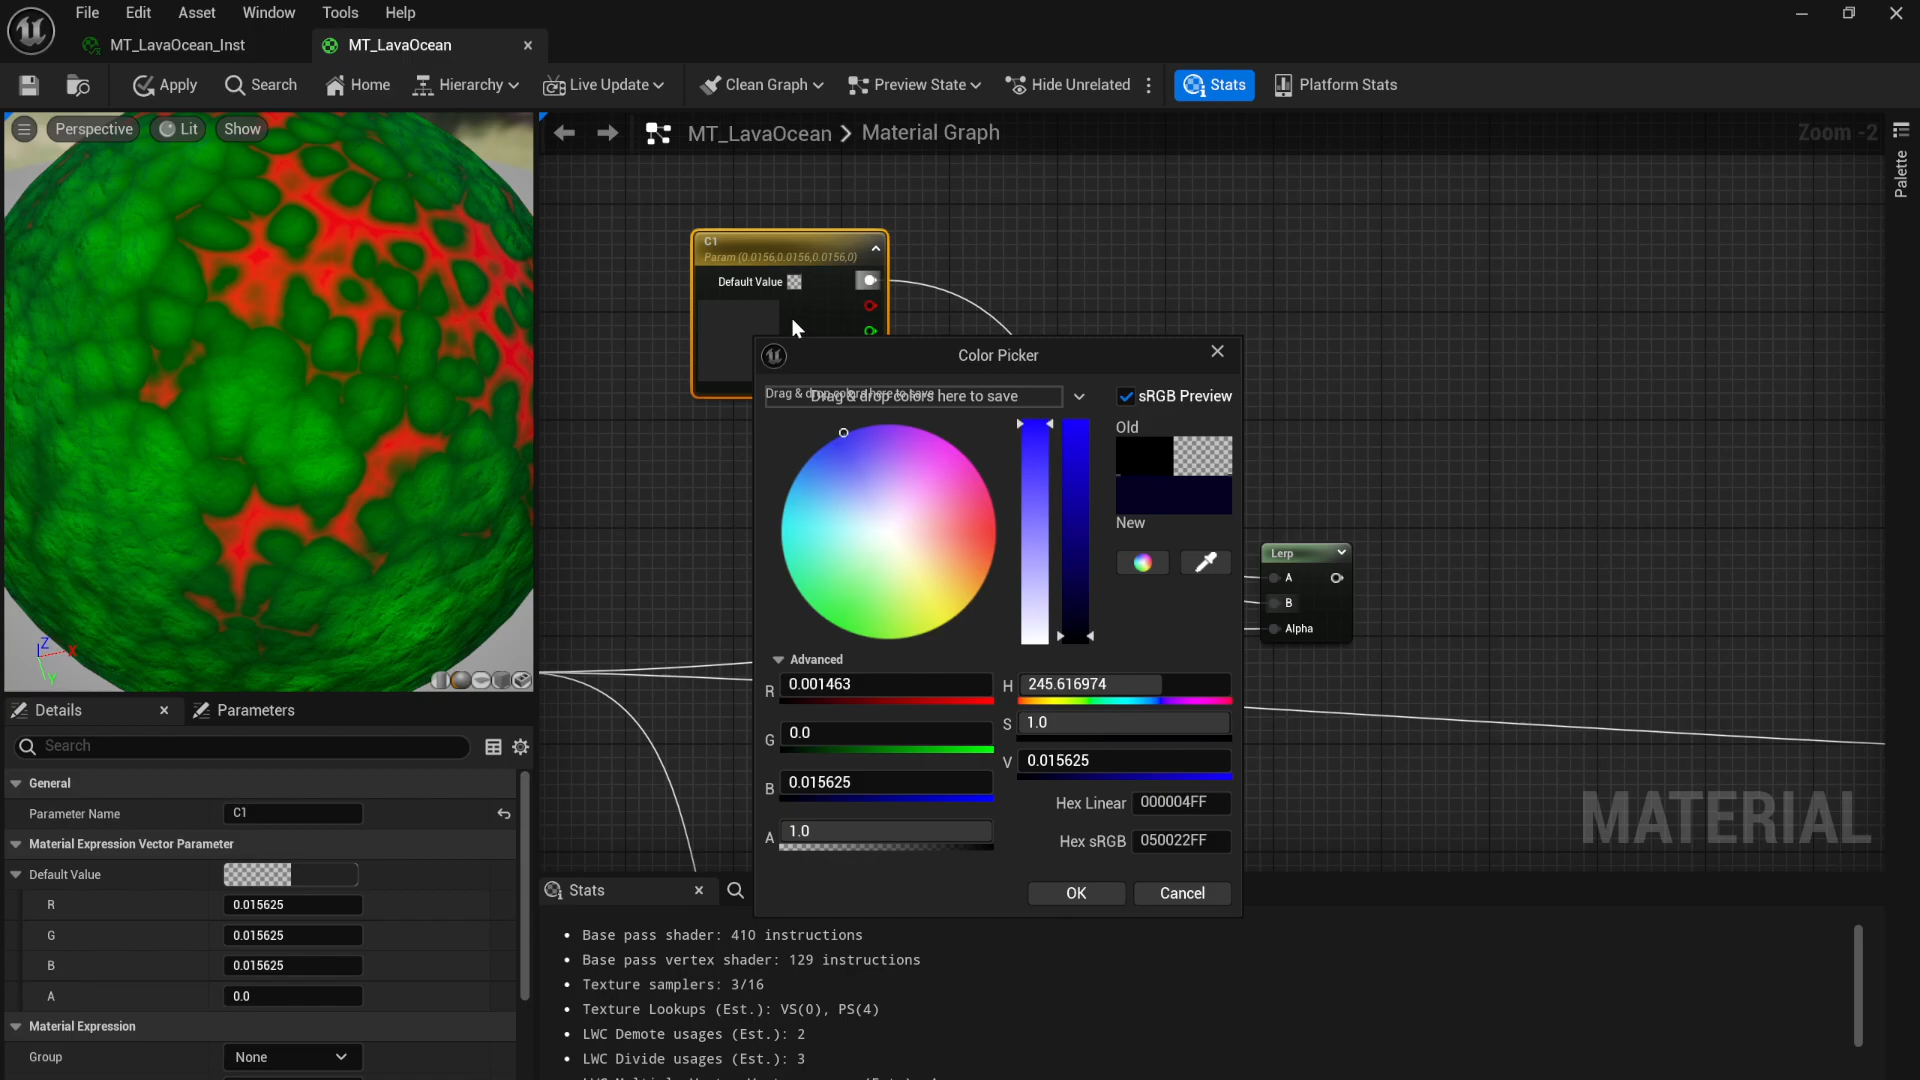 File Edit Asset Window Tools Help
MT_LavaOcean_Inst
MT_LavaOcean
Apply Search Home Hierarchy Live Update Clean Graph Preview State Hide Unrelated Stats Platform Stats
Perspective Lit Show
MT_LavaOcean Material Graph
Zoom -2
Palette
C1
Param (0.0156,0.0156,0.0156,0)
Default Value
Color Picker
Drag & drop colors here to save
Drag & drop colors here to save
sRGB Preview
Old
New
Lerp
A
B
Alpha
Z
X
Y
Advanced
R 0.001463
G 0.0
B 0.015625
A 1.0
H 245.616974
S 1.0
V 0.015625
Hex Linear 000004FF
Hex sRGB 050022FF
OK Cancel
MATERIAL
Details
Parameters
Search
General
Parameter Name C1
Material Expression Vector Parameter
Default Value
R 0.015625
G 0.015625
B 0.015625
A 0.0
Material Expression
Group None
Stats
• Base pass shader: 410 instructions
• Base pass vertex shader: 129 instructions
• Texture samplers: 3/16
• Texture Lookups (Est.): VS(0), PS(4)
• LWC Demote usages (Est.): 2
• LWC Divide usages (Est.): 3